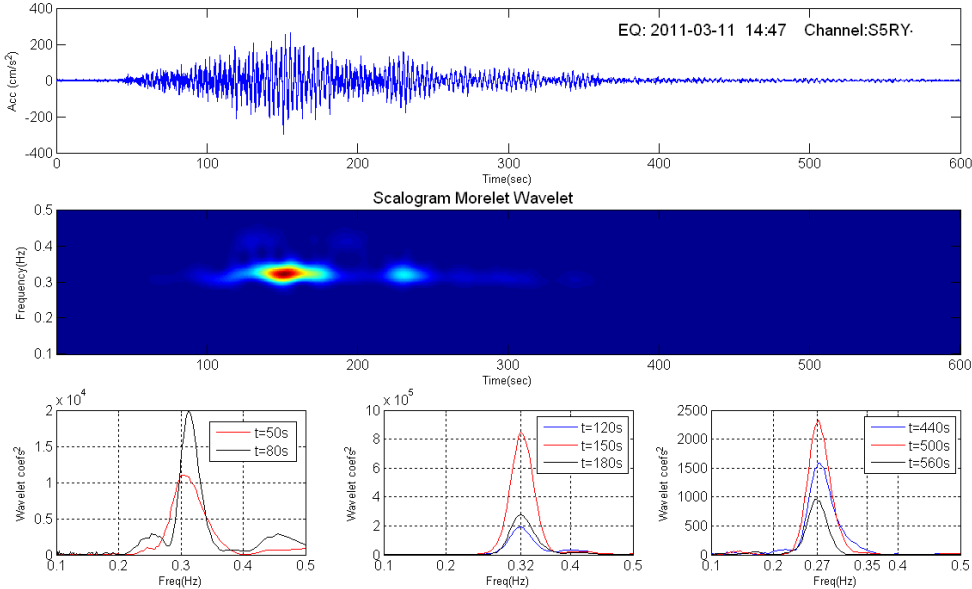 400
200
0
-200
-400
Acc (cm/s²)
EQ: 2011-03-11 14:47 Channel:S5RY·
0 100 200 300 400 500 600
Time(sec)
Scalogram Morelet Wavelet
0.5
0.4
0.3
0.2
0.1
Frequency(Hz)
100 200 300 400 500 600
Time(sec)
x 10⁴
2
1.5
1
0.5
0
Wavelet coefs²
t=50s
t=80s
0.1 0.2 0.3 0.4 0.5
Freq(Hz)
x 10⁵
10
8
6
4
2
0
Wavelet coefs²
t=120s
t=150s
t=180s
0.1 0.2 0.32 0.4 0.5
Freq(Hz)
2500
2000
1500
1000
500
0
Wavelet coefs²
t=440s
t=500s
t=560s
0.1 0.2 0.27 0.35 0.4 0.5
Freq(Hz)